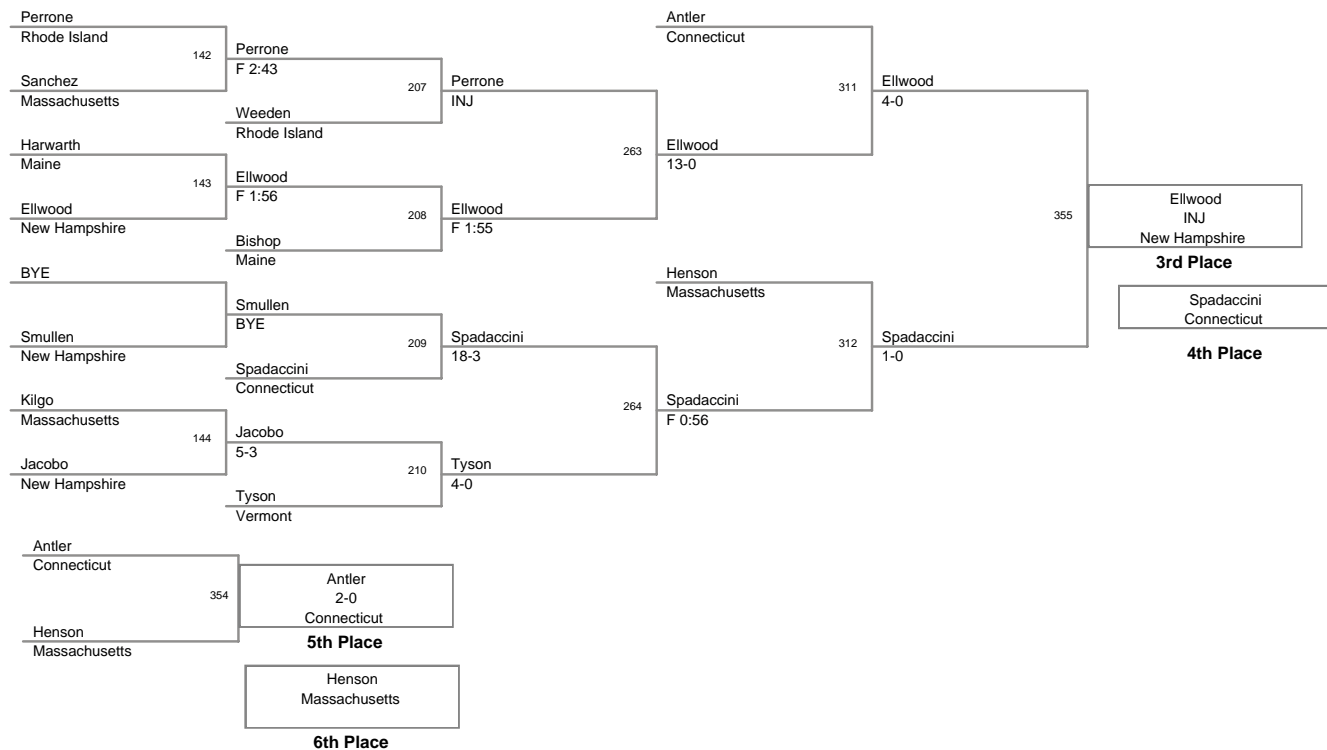 Perrone
Rhode Island
142
Sanchez
Massachusetts
Harwarth
Maine
143
Ellwood
New Hampshire
BYE
Smullen
New Hampshire
Kilgo
Massachusetts
144
Jacobo
New Hampshire
Perrone
F 2:43
207
Weeden
Rhode Island
Ellwood
F 1:56
208
Bishop
Maine
Smullen
BYE
209
Spadaccini
Connecticut
Jacobo
5-3
210
Tyson
Vermont
Perrone
INJ
263
Ellwood
F 1:55
Spadaccini
18-3
264
Tyson
4-0
Antler
Connecticut
311
Ellwood
13-0
Henson
Massachusetts
312
Spadaccini
F 0:56
Ellwood
4-0
355
Spadaccini
1-0
Ellwood
INJ
New Hampshire
3rd Place
Spadaccini
Connecticut
4th Place
Antler
Connecticut
354
Henson
Massachusetts
Antler
2-0
Connecticut
5th Place
Henson
Massachusetts
6th Place